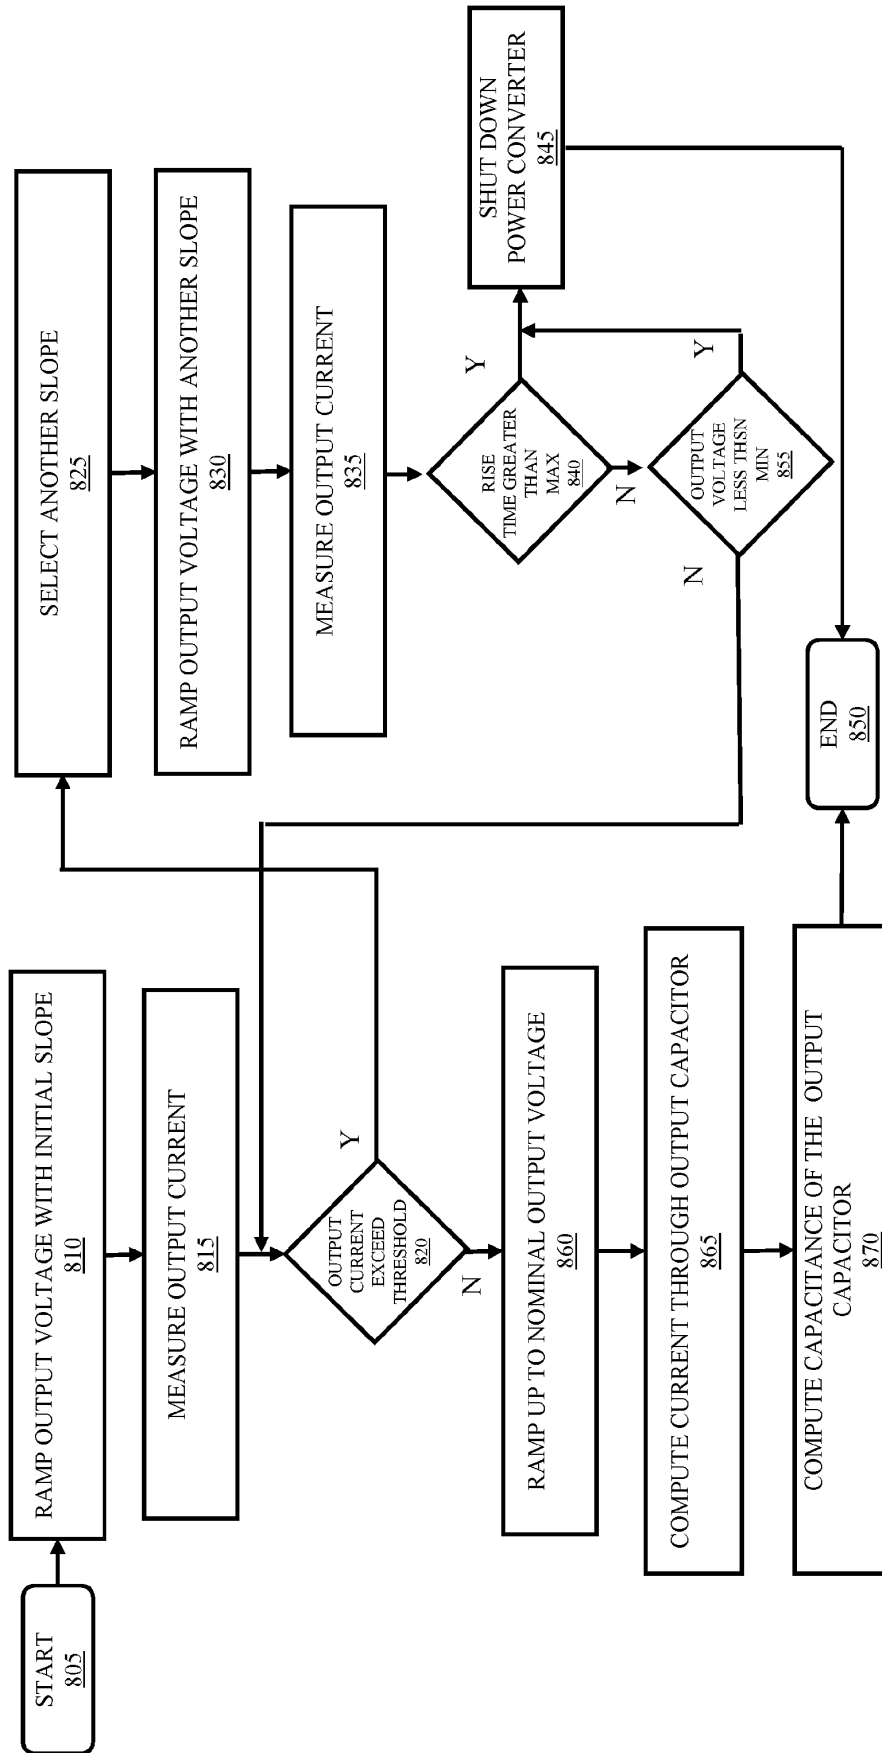 START
805
RAMP OUTPUT VOLTAGE WITH INITIAL SLOPE
810
MEASURE OUTPUT CURRENT
815
OUTPUT
CURRENT
EXCEED
THRESHOLD
820
Y
N
SELECT ANOTHER SLOPE
825
RAMP OUTPUT VOLTAGE WITH ANOTHER SLOPE
830
MEASURE OUTPUT CURRENT
835
RISE
TIME GREATER
THAN
MAX
840
Y
N
SHUT DOWN
POWER CONVERTER
845
OUTPUT
VOLTAGE
LESS THSN
MIN
855
Y
N
RAMP UP TO NOMINAL OUTPUT VOLTAGE
860
COMPUTE CURRENT THROUGH OUTPUT CAPACITOR
865
COMPUTE CAPACITANCE OF THE OUTPUT
CAPACITOR
870
END
850